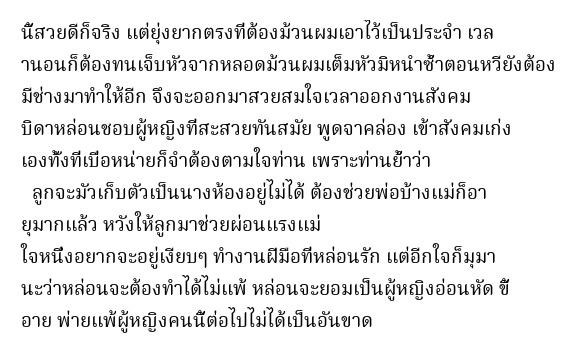 นี้สวยดีก็จริง แต่ยุ่งยากตรงที่ต้องม้วนผมเอาไว้เป็นประจำ เวล
านอนก็ต้องทนเจ็บหัวจากหลอดม้วนผมเต็มหัวมิหนำซ้ำตอนหวียังต้อง
มีช่างมาทำให้อีก จึงจะออกมาสวยสมใจเวลาออกงานสังคม
บิดาหล่อนชอบผู้หญิงที่สะสวยทันสมัย พูดจาคล่อง เข้าสังคมเก่ง
เองทั้งที่เบื่อหน่ายก็จำต้องตามใจท่าน เพราะท่านย้ำว่า
ลูกจะมัวเก็บตัวเป็นนางห้องอยู่ไม่ได้ ต้องช่วยพ่อบ้างแม่ก็อา
ยุมากแล้ว หวังให้ลูกมาช่วยผ่อนแรงแม่
ใจหนึ่งอยากจะอยู่เงียบๆ ทำงานฝีมือที่หล่อนรัก แต่อีกใจก็มุมา
นะว่าหล่อนจะต้องทำได้ไม่แพ้ หล่อนจะยอมเป็นผู้หญิงอ่อนหัด ขี้
อาย พ่ายแพ้ผู้หญิงคนนี้ต่อไปไม่ได้เป็นอันขาด